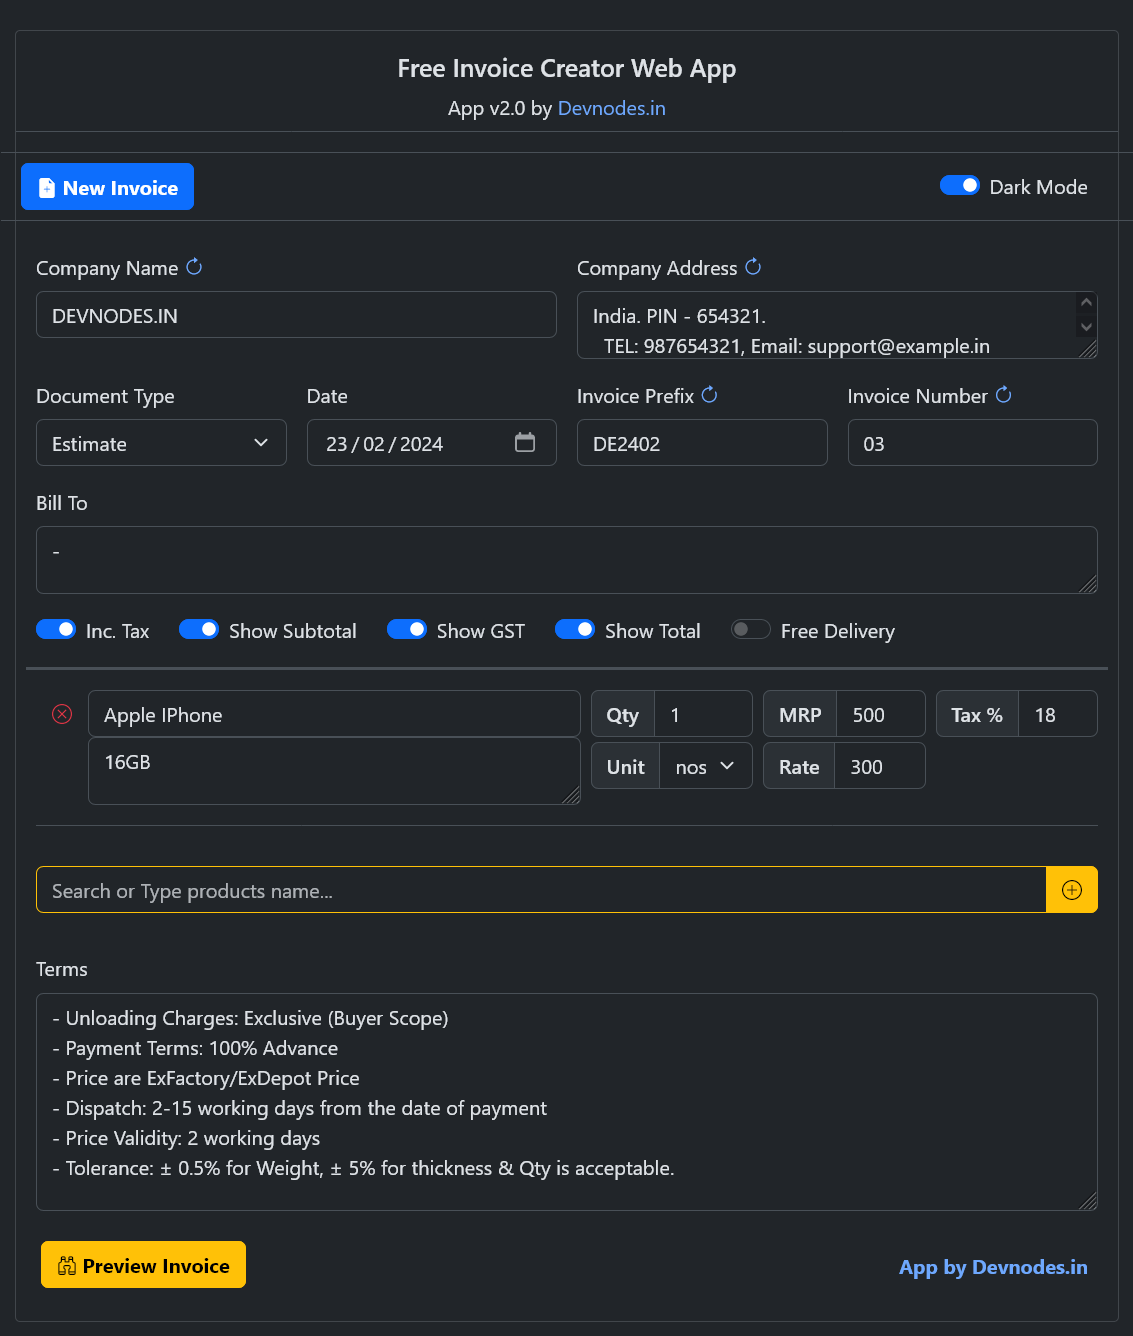 Free Invoice Creator Web App
App v2.0 by Devnodes.in
New Invoice
Dark Mode
Company Name
Company Address
DEVNODES.IN
India. PIN - 654321.
TEL: 987654321, Email: support@example.in
Document Type
Date
Invoice Prefix
Invoice Number
Estimate
23/02/2024
DE2402
03
Bill To
-
Inc. Tax
Show Subtotal
Show GST
Show Total
Free Delivery
Apple IPhone
Qty 1
MRP 500
Tax % 18
16GB
Unit nos
Rate 300
Search or Type products name...
Terms
- Unloading Charges: Exclusive (Buyer Scope)
- Payment Terms: 100% Advance
- Price are ExFactory/ExDepot Price
- Dispatch: 2-15 working days from the date of payment
- Price Validity: 2 working days
- Tolerance: ± 0.5% for Weight, ± 5% for thickness & Qty is acceptable.
Preview Invoice
App by Devnodes.in